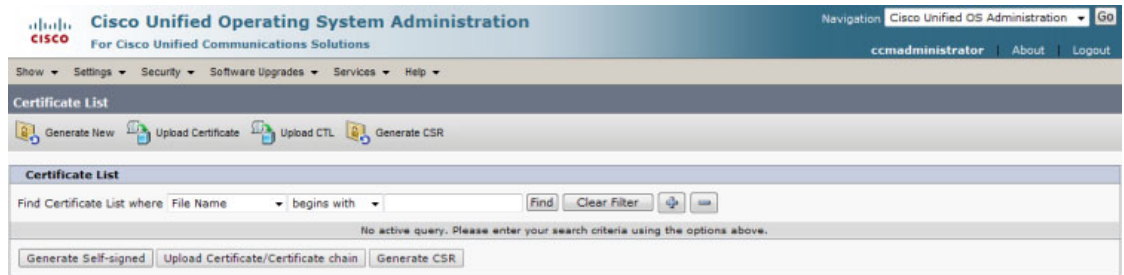 Cisco Unified Operating System Administration
Navigation Cisco Unified OS Administration Go
CISCO
For Cisco Unified Communications Solutions
ccmadministrator | About | Logout
Show Settings Security Software Upgrades Services Help
Certificate List
Generate New Upload Certificate Upload CTL Generate CSR
Certificate List
Find Certificate List where File Name begins with Find Clear Filter
No active query. Please enter your search criteria using the options above.
Generate Self-signed Upload Certificate/Certificate chain Generate CSR